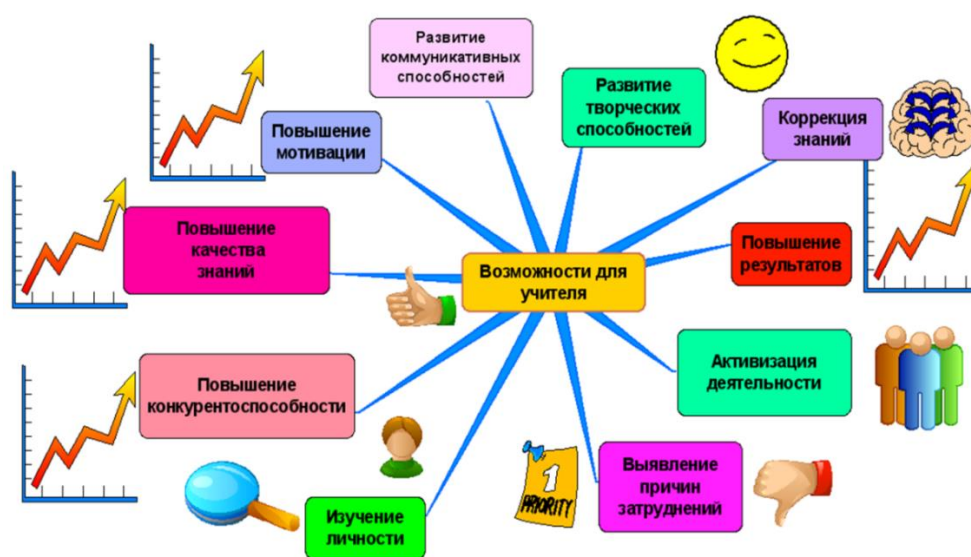 Развитие
коммуникативных
способностей
Развитие
творческих
способностей
Коррекция
знаний
Повышение
мотивации
Повышение
качества
знаний
Повышение
результатов
Возможности для
учителя
Активизация
деятельности
Повышение
конкурентоспособности
Выявление
причин
затруднений
1
PRIORITY
Изучение
личности